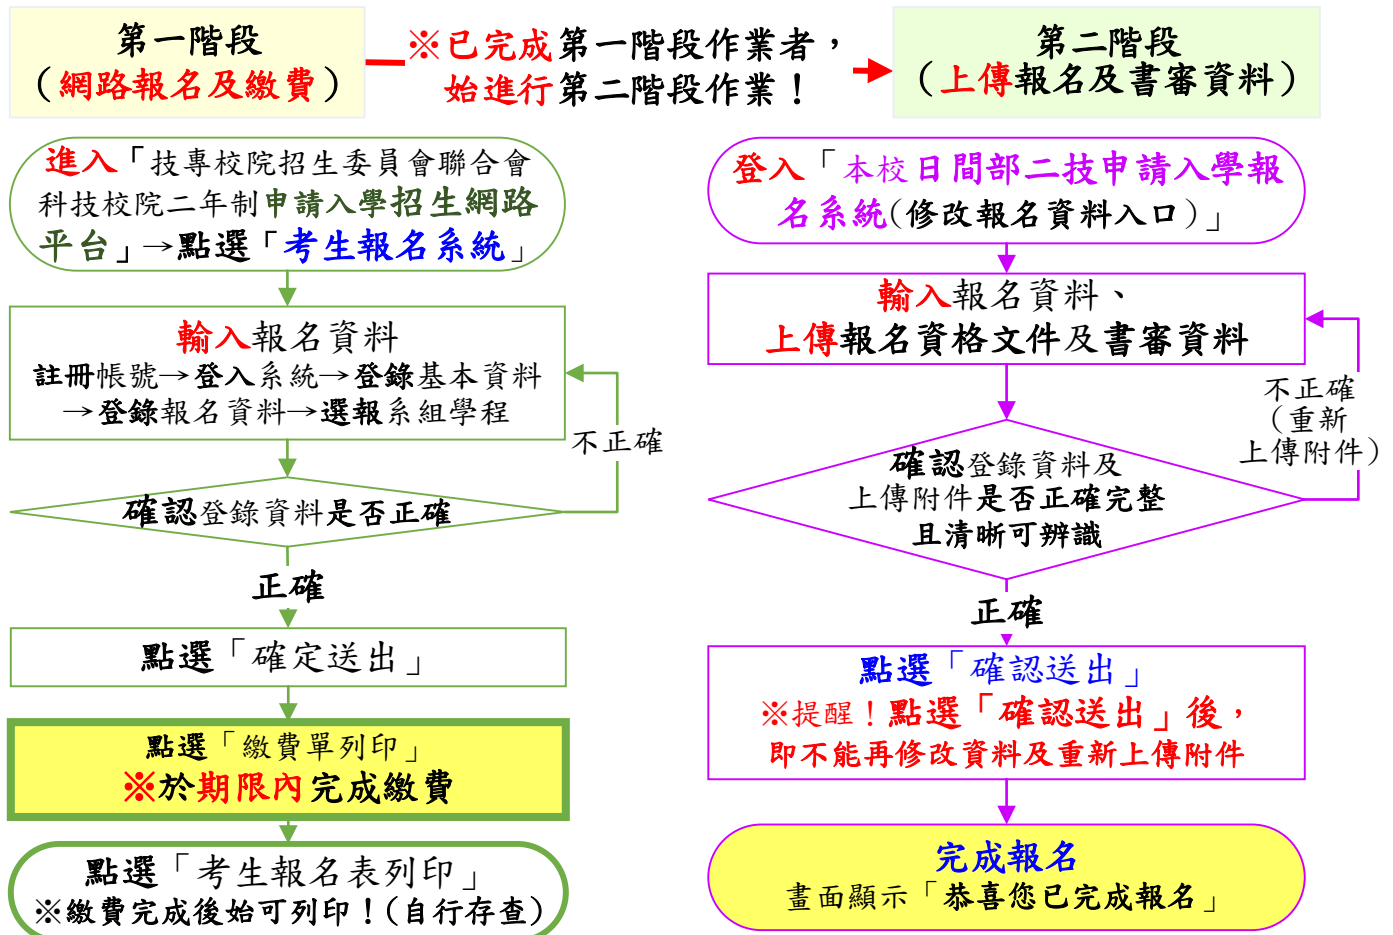 第一階段
（網路報名及繳費）
※已完成第一階段作業者，
始進行第二階段作業！
第二階段
（上傳報名及書審資料）
進入「技專校院招生委員會聯合會
科技校院二年制申請入學招生網路
平台」→點選「考生報名系統」
輸入報名資料
註冊帳號→登入系統→登錄基本資料
→登錄報名資料→選報系組學程
不正確
確認登錄資料是否正確
正確
點選「確定送出」
點選「繳費單列印」
※於期限內完成繳費
點選「考生報名表列印」
※繳費完成後始可列印！(自行存查)
登入「本校日間部二技申請入學報
名系統(修改報名資料入口)」
輸入報名資料、
上傳報名資格文件及書審資料
不正確
（重新
上傳附件）
確認登錄資料及
上傳附件是否正確完整
且清晰可辨識
正確
點選「確認送出」
※提醒！點選「確認送出」後，
即不能再修改資料及重新上傳附件
完成報名
畫面顯示「恭喜您已完成報名」